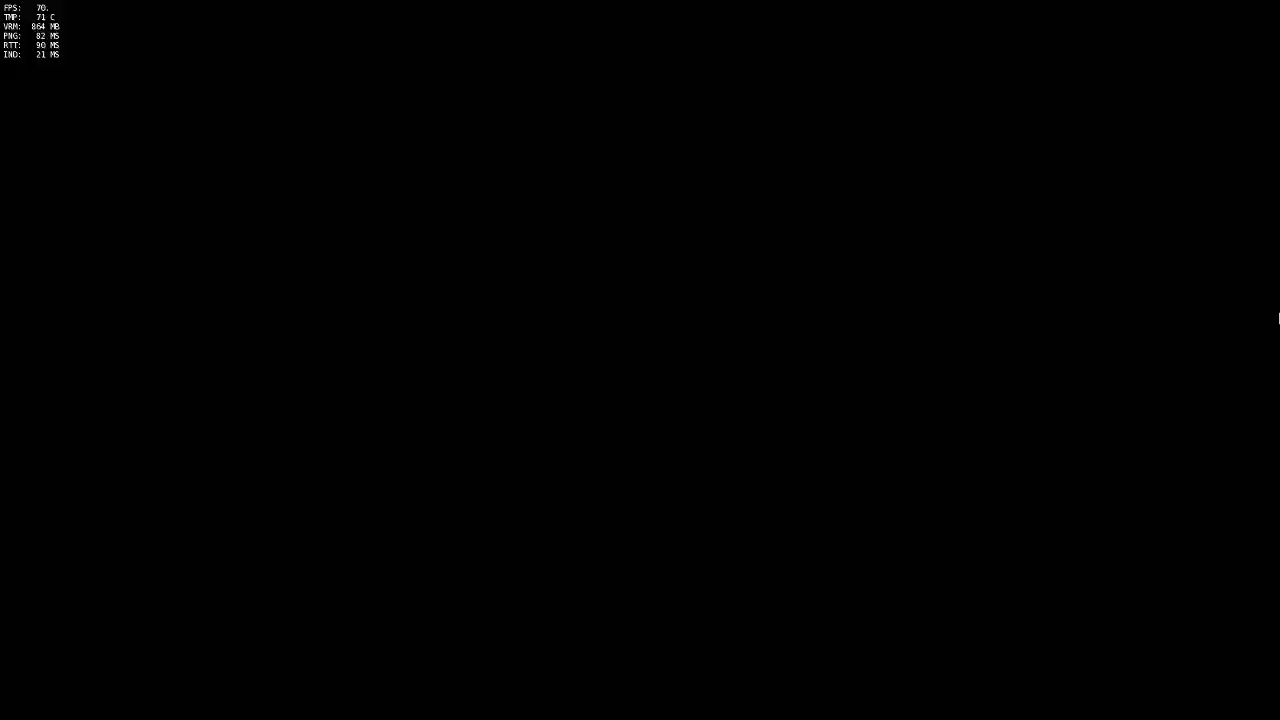 FPS: 70.
TMP: 71 C
VRM: 864 MB
PNG: 82 MS
RTT: 90 MS
IND: 21 MS